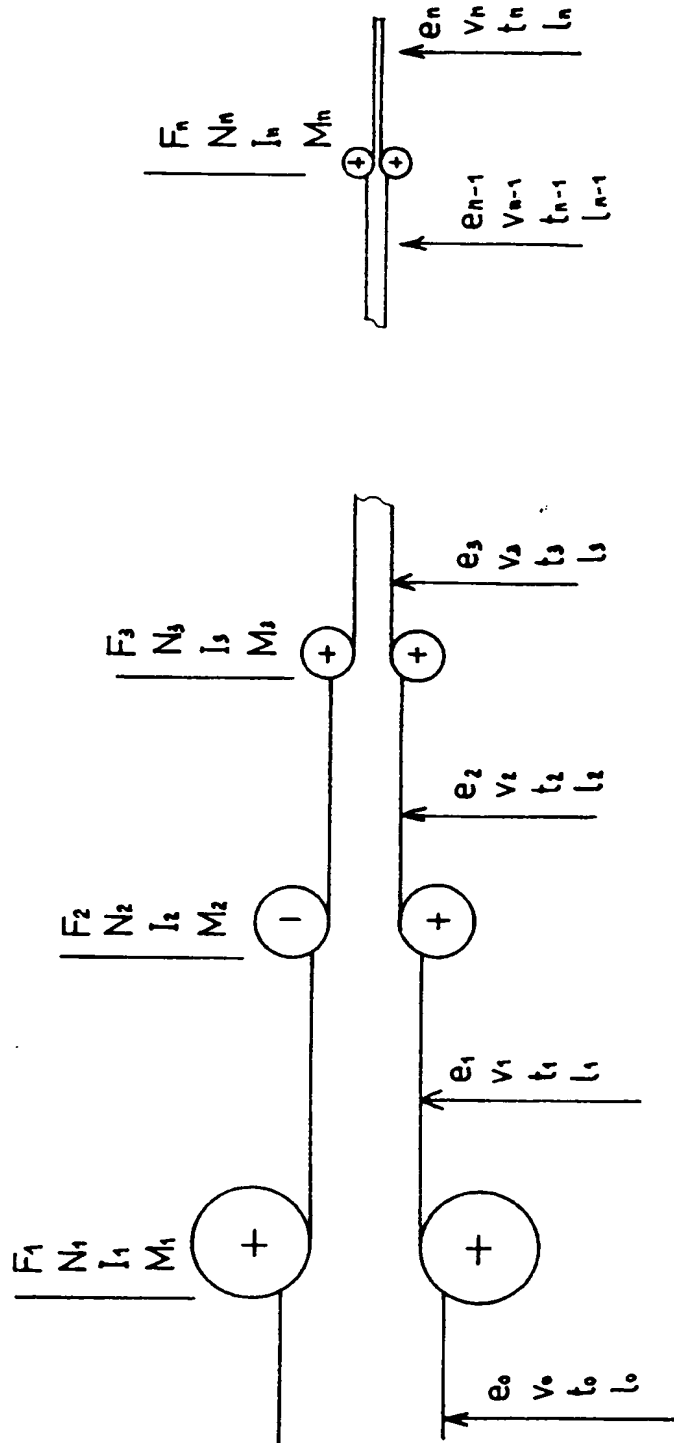 F₁
N₁
I₁
M₁
F₂
N₂
I₂
M₂
F₃
N₃
I₃
M₃
Fₙ
Nₙ
Iₙ
Mₙ
e₀
v₀
t₀
l₀
e₁
v₁
t₁
l₁
e₂
v₂
t₂
l₂
e₃
v₃
t₃
l₃
eₙ₋₁
vₙ₋₁
tₙ₋₁
lₙ₋₁
eₙ
vₙ
tₙ
lₙ